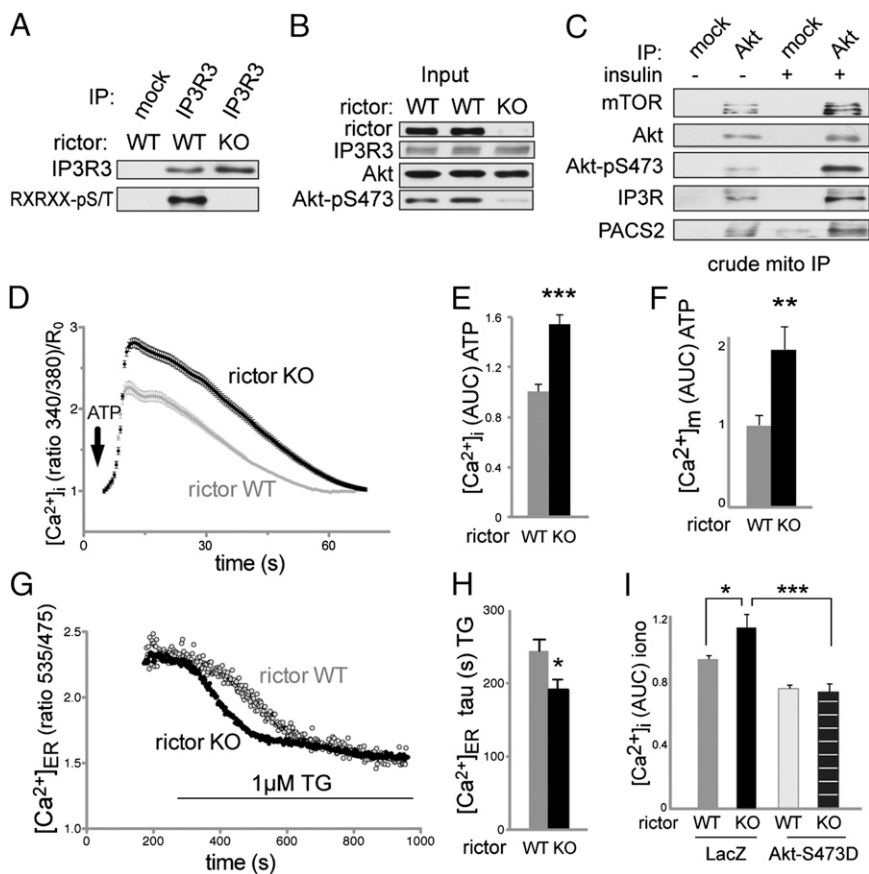 A
IP:
mock
IP3R3
IP3R3
rictor: WT WT KO
IP3R3
RXRXX-pS/T
B
Input
rictor: WT WT KO
rictor
IP3R3
Akt
Akt-pS473
C
IP:
mock
Akt
mock
Akt
insulin - - + +
mTOR
Akt
Akt-pS473
IP3R
PACS2
crude mito IP
D
[Ca²⁺]i (ratio 340/380)/R₀
3
2
1
ATP
rictor KO
rictor WT
30
60
time (s)
E
[Ca²⁺]i (AUC) ATP
1.6
1.2
0.8
0.4
0
***
rictor WT KO
F
[Ca²⁺]m (AUC) ATP
2
1
0
**
rictor WT KO
G
[Ca²⁺]ER (ratio 535/475)
2.5
2.0
1.5
1.0
rictor WT
rictor KO
1µM TG
0 200 400 600 800 1000
time (s)
H
[Ca²⁺]ER tau (s) TG
300
200
100
0
*
rictor WT KO
I
[Ca²⁺]i (AUC) iono
1.2
0.8
0.4
0
* ***
rictor WT KO WT KO
LacZ Akt-S473D